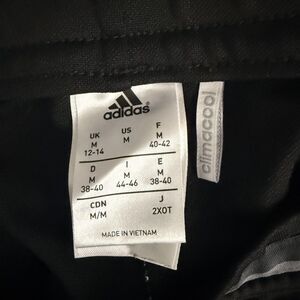 adidas
UK US F
M M M
12-14 40-42
D I E
M M M
38-40 44-46 38-40
CDN J
M/M 2XOT
MADE IN VIETNAM
climacool